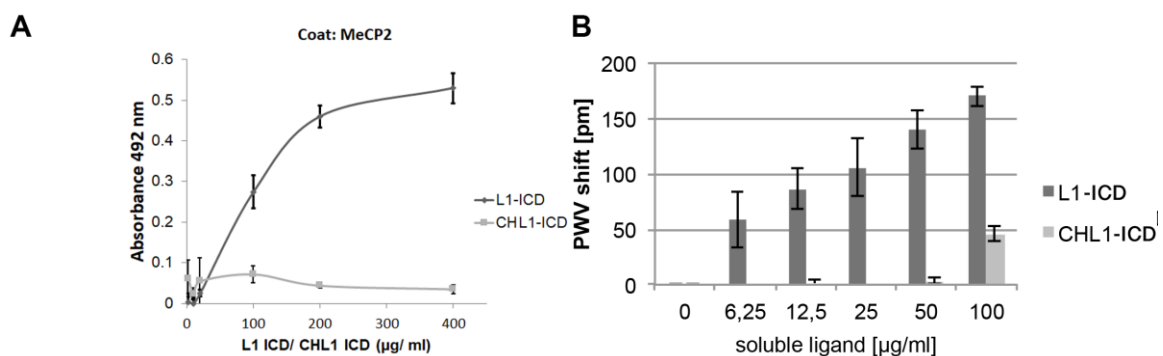 A
Coat: MeCP2
Absorbance 492 nm
0.6
0.5
0.4
0.3
0.2
0.1
0
0 100 200 300 400
L1 ICD/ CHL1 ICD (µg/ ml)
L1-ICD
CHL1-ICD
B
PWV shift [pm]
200
150
100
50
0
0 6,25 12,5 25 50 100
soluble ligand [µg/ml]
L1-ICD
CHL1-ICD